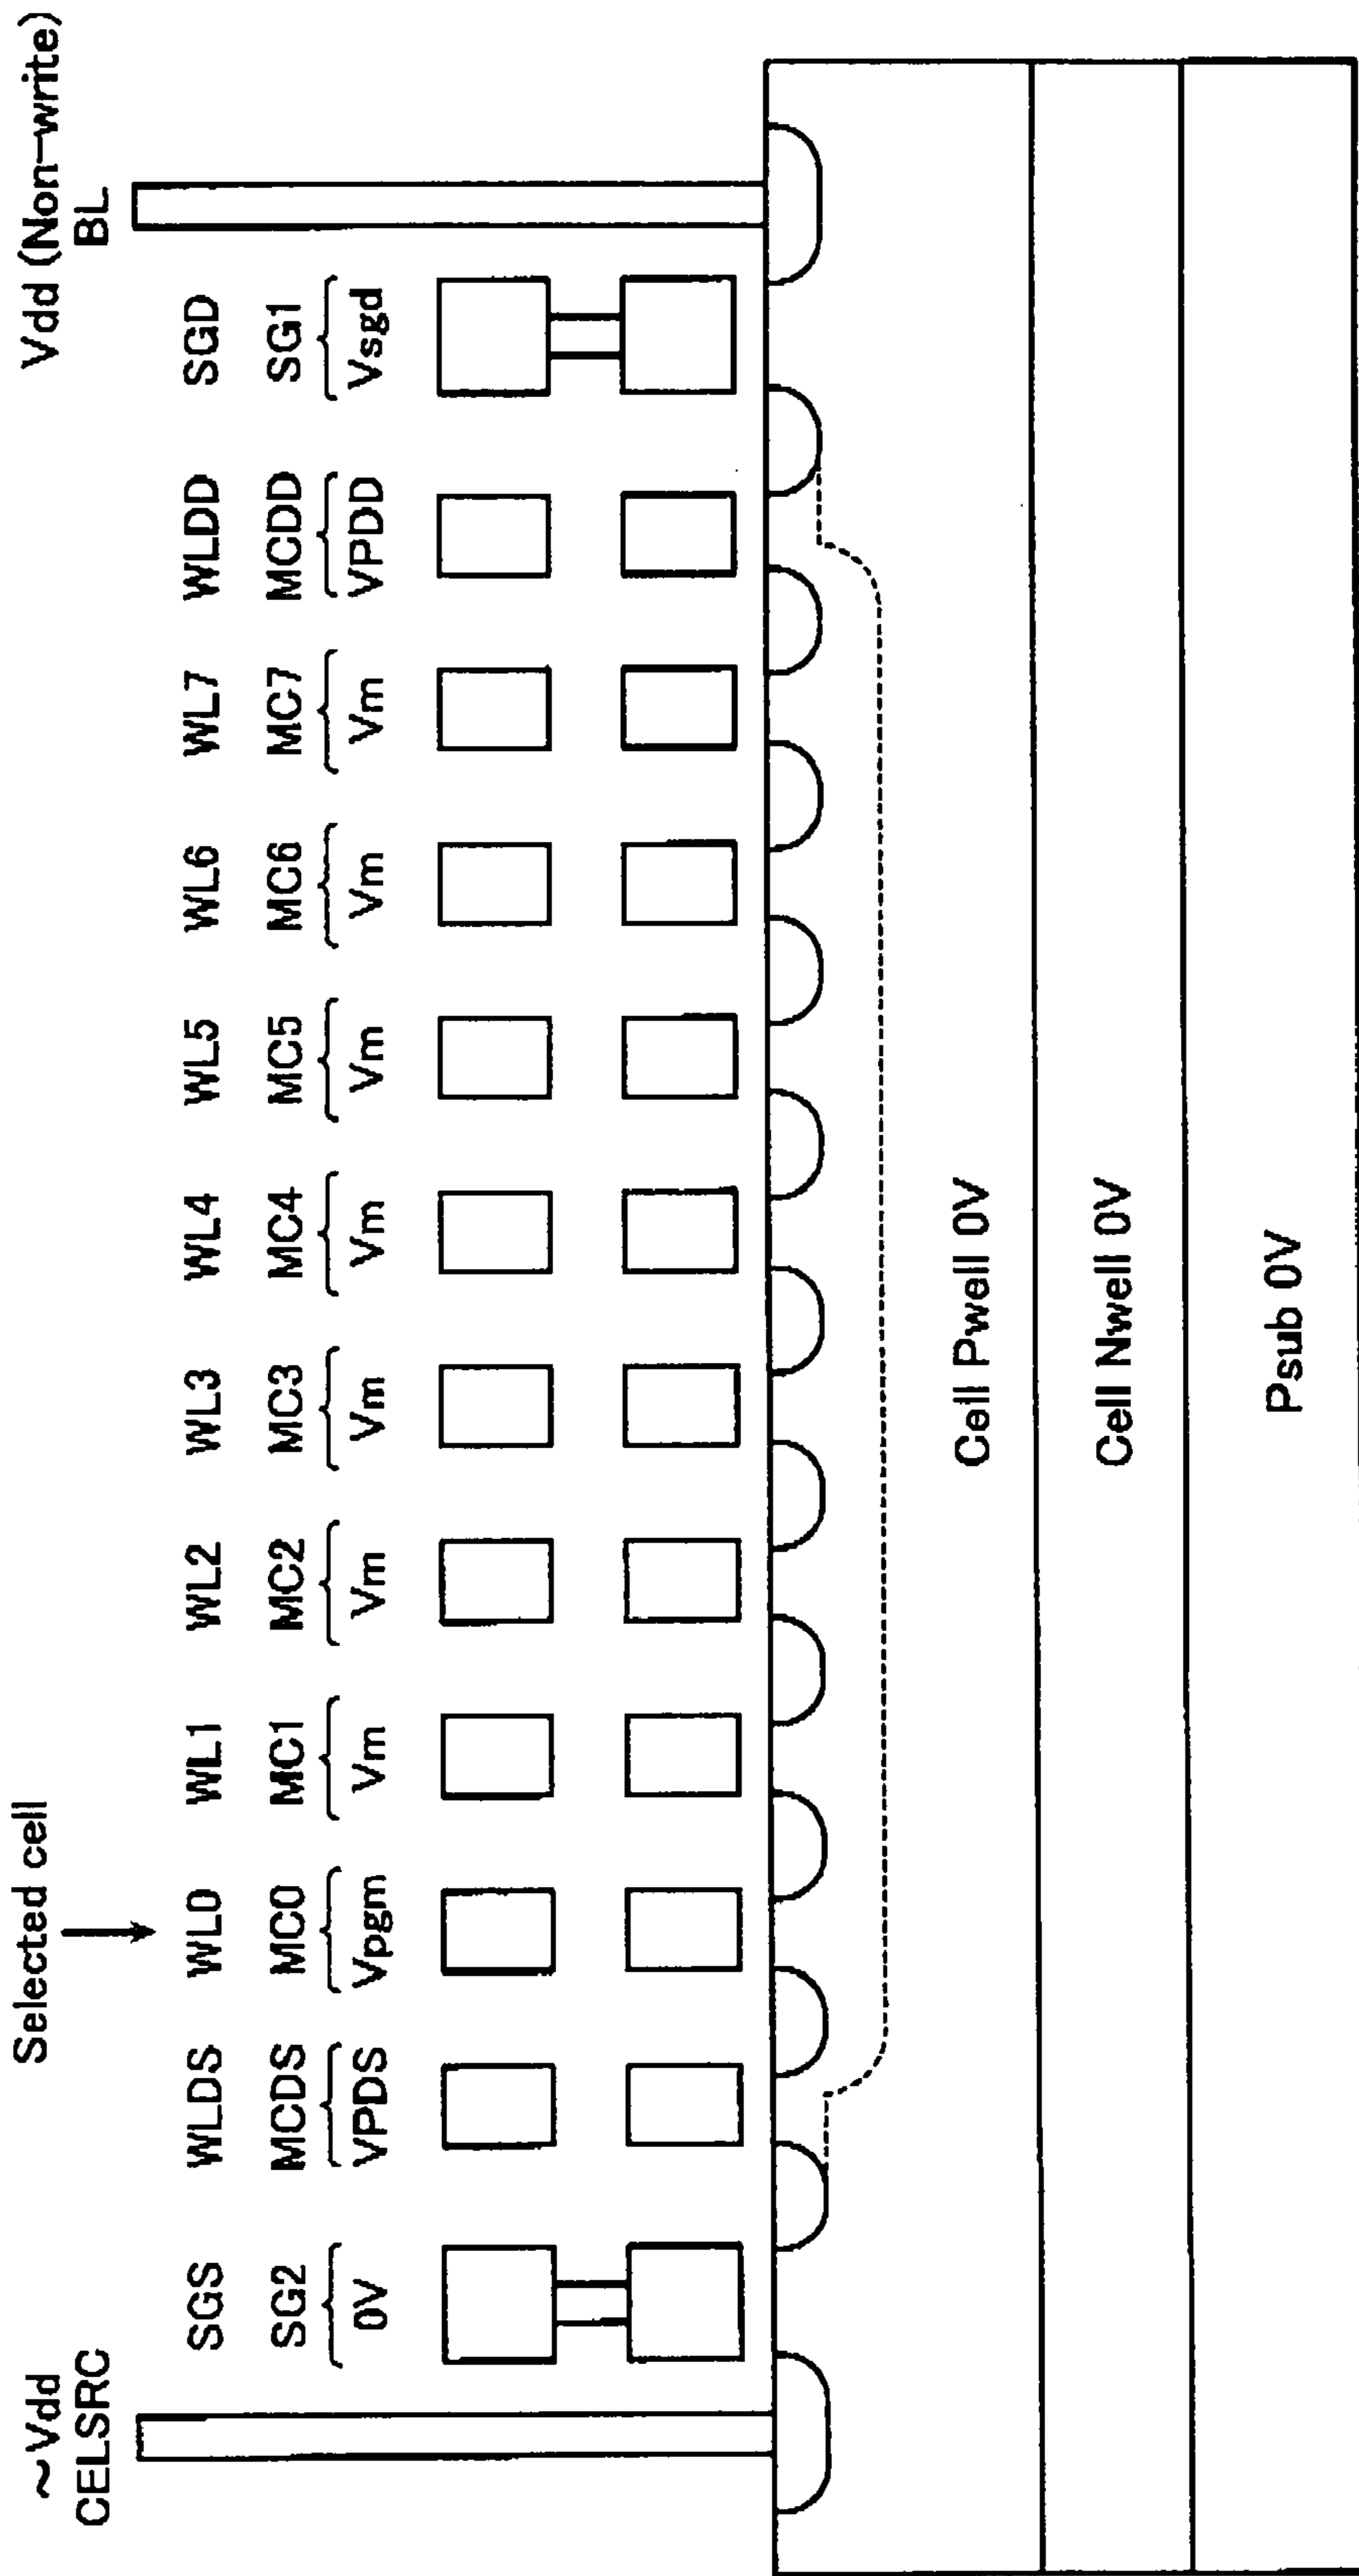 Selected cell
~Vdd
CELSRC
Vdd (Non-write)
BL
SGS WLDS WL0 WL1 WL2 WL3 WL4 WL5 WL6 WL7 WLDD SGD
SG2 MCDS MC0 MC1 MC2 MC3 MC4 MC5 MC6 MC7 MCDD SG1
0V VPDS Vpgm Vm Vm Vm Vm Vm Vm Vm VPDD Vsgd
Cell Pwell 0V
Cell Nwell 0V
Psub 0V